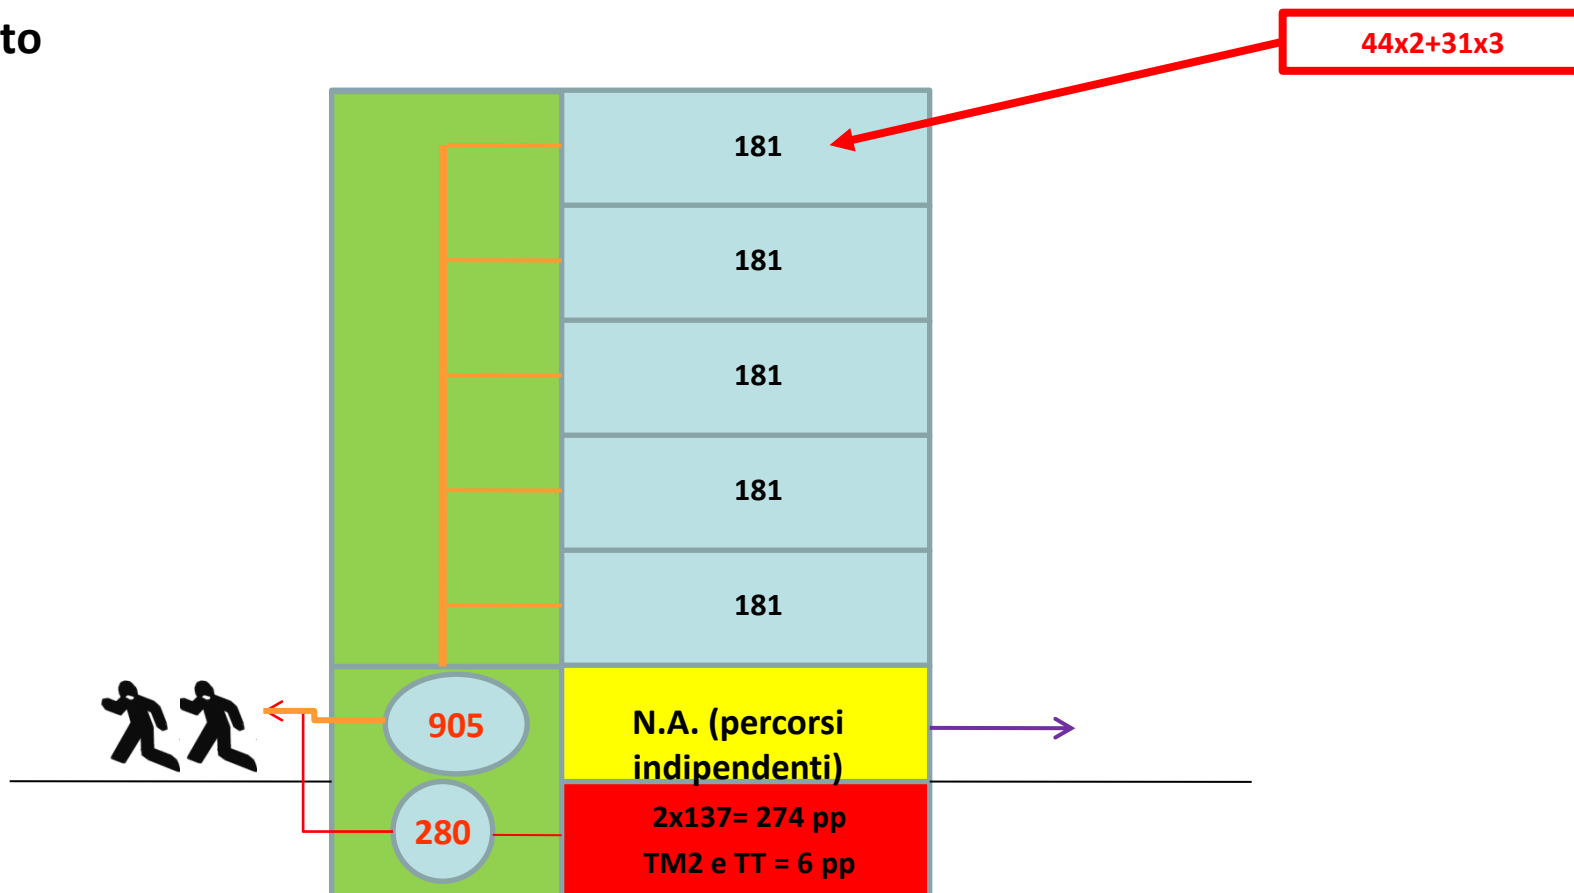 to
44x2+31x3
181
181
181
181
181
905
N.A. (percorsi
indipendenti)
280
2x137= 274 pp
TM2 e TT = 6 pp